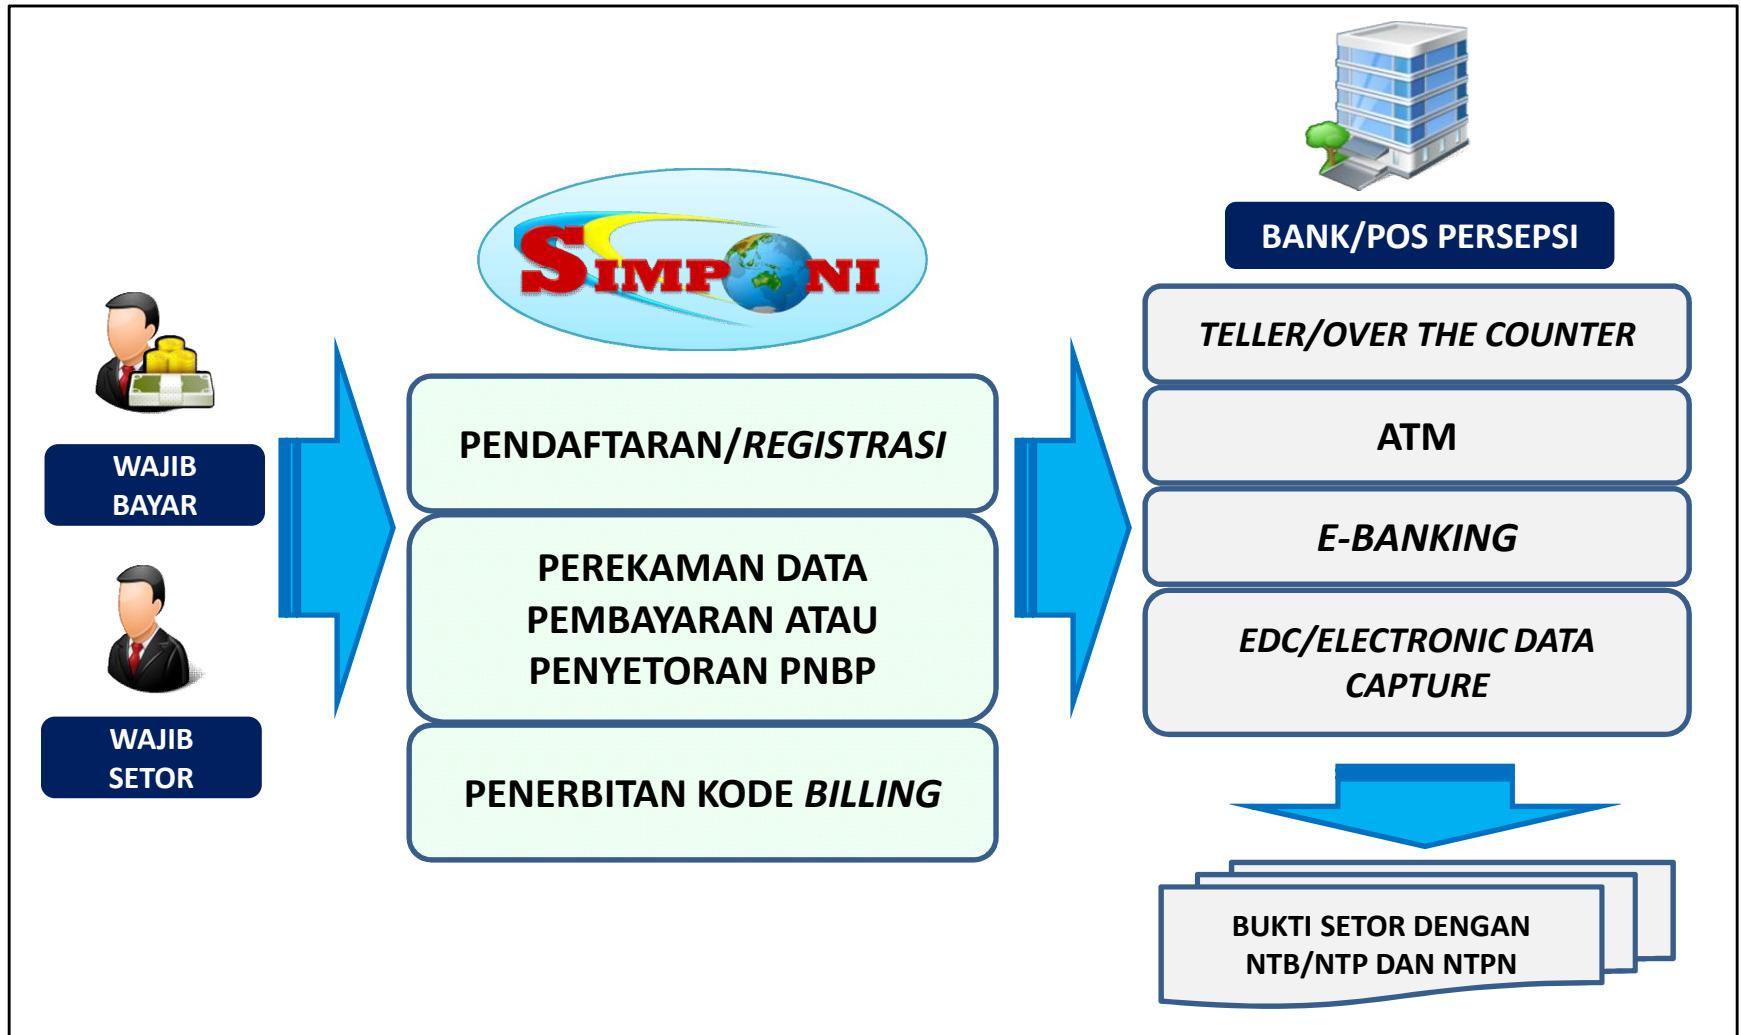 WAJIB
BAYAR
WAJIB
SETOR
SIMPONI
PENDAFTARAN/REGISTRASI
PEREKAMAN DATA
PEMBAYARAN ATAU
PENYETORAN PNBP
PENERBITAN KODE BILLING
BANK/POS PERSEPSI
TELLER/OVER THE COUNTER
ATM
E-BANKING
EDC/ELECTRONIC DATA
CAPTURE
BUKTI SETOR DENGAN
NTB/NTP DAN NTPN